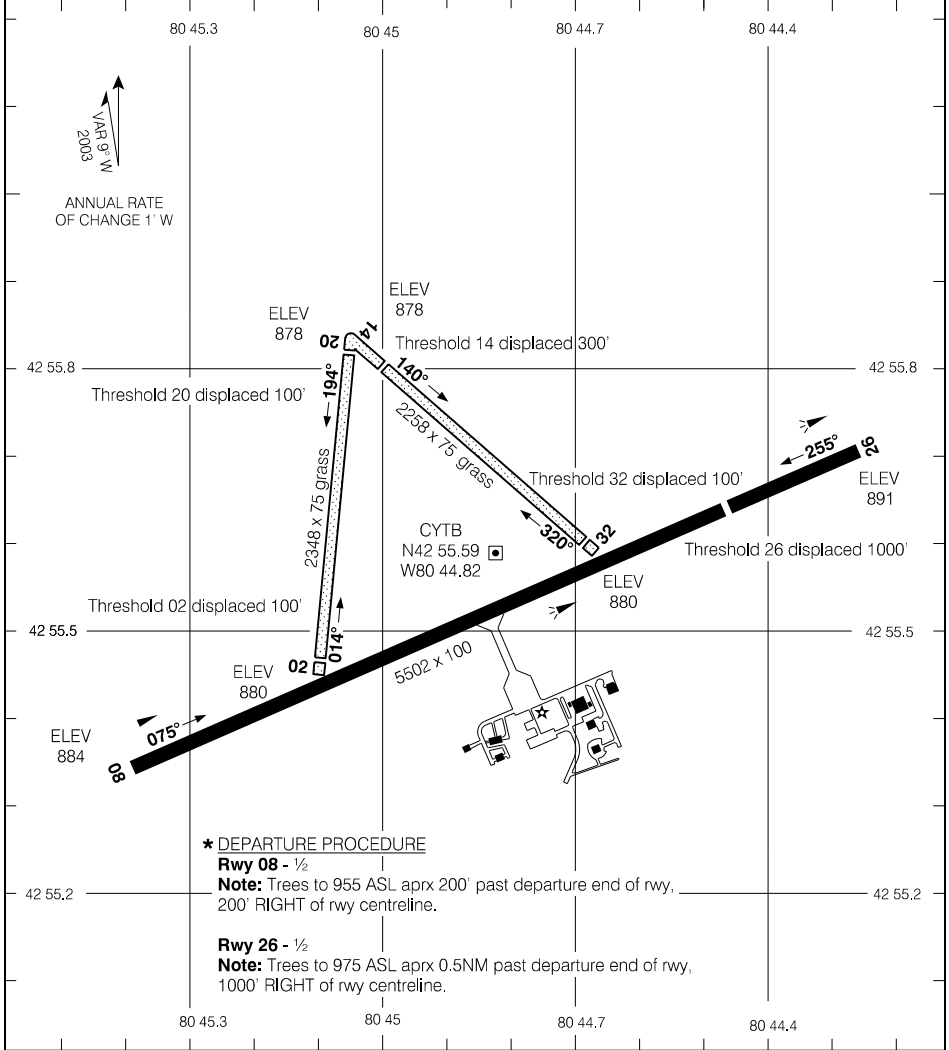 80 45.3
80 45
80 44.7
80 44.4
VAR 9° W
2003
ANNUAL RATE
OF CHANGE 1' W
ELEV
878
ELEV
878
20
14
Threshold 14 displaced 300'
42 55.8
42 55.8
140°
194°
Threshold 20 displaced 100'
2258 x 75 grass
2348 x 75 grass
255°
26
Threshold 32 displaced 100'
ELEV
891
CYTB
N42 55.59
W80 44.82
320°
32
Threshold 26 displaced 1000'
ELEV
880
Threshold 02 displaced 100'
014°
42 55.5
42 55.5
02
ELEV
880
5502 x 100
075°
ELEV
884
08
* DEPARTURE PROCEDURE
Rwy 08 - ½
Note: Trees to 955 ASL aprx 200' past departure end of rwy,
200' RIGHT of rwy centreline.
42 55.2
42 55.2
Rwy 26 - ½
Note: Trees to 975 ASL aprx 0.5NM past departure end of rwy,
1000' RIGHT of rwy centreline.
80 45.3
80 45
80 44.7
80 44.4